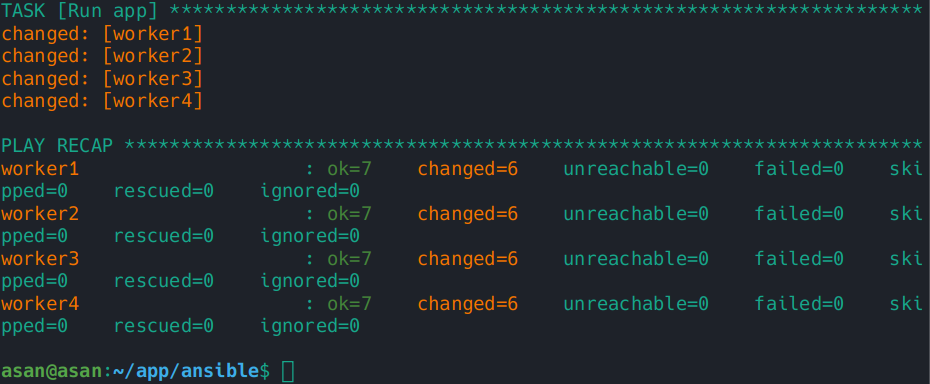 TASK [Run app] *******************************************************************
changed: [worker1]
changed: [worker2]
changed: [worker3]
changed: [worker4]
PLAY RECAP ***********************************************************************
worker1                    : ok=7    changed=6    unreachable=0    failed=0    ski
pped=0    rescued=0    ignored=0
worker2                    : ok=7    changed=6    unreachable=0    failed=0    ski
pped=0    rescued=0    ignored=0
worker3                    : ok=7    changed=6    unreachable=0    failed=0    ski
pped=0    rescued=0    ignored=0
worker4                    : ok=7    changed=6    unreachable=0    failed=0    ski
pped=0    rescued=0    ignored=0
asan@asan:~/app/ansible$